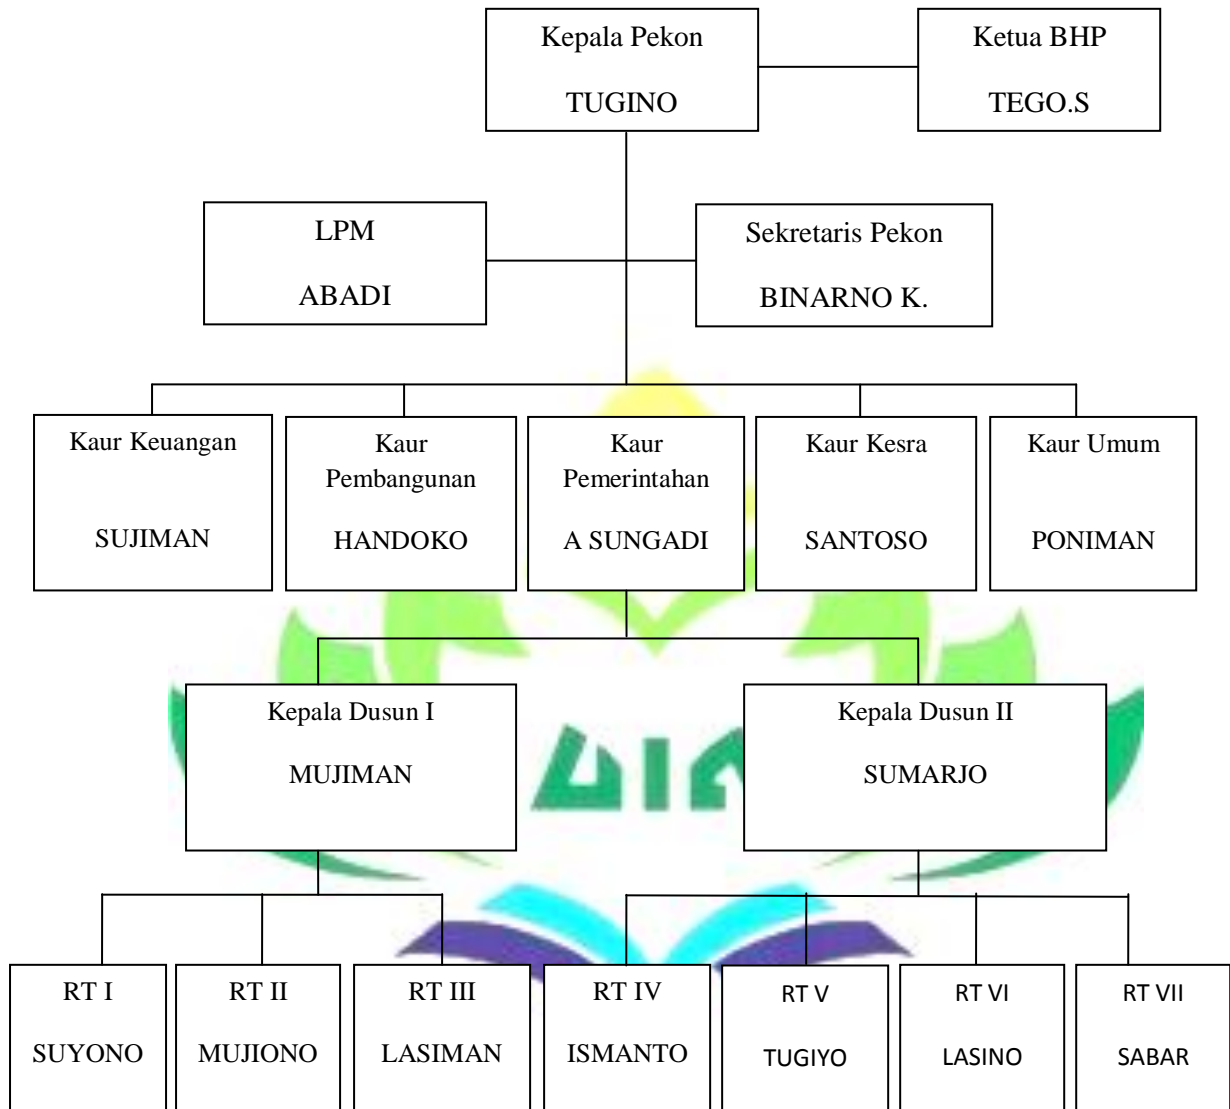 Kepala Pekon
TUGINO
Ketua BHP
TEGO.S
LPM
ABADI
Sekretaris Pekon
BINARNO K.
Kaur Keuangan
SUJIMAN
Kaur
Pembangunan
HANDOKO
Kaur
Pemerintahan
A SUNGADI
Kaur Kesra
SANTOSO
Kaur Umum
PONIMAN
Kepala Dusun I
MUJIMAN
Kepala Dusun II
SUMARJO
RT I
SUYONO
RT II
MUJIONO
RT III
LASIMAN
RT IV
ISMANTO
RT V
TUGIYO
RT VI
LASINO
RT VII
SABAR